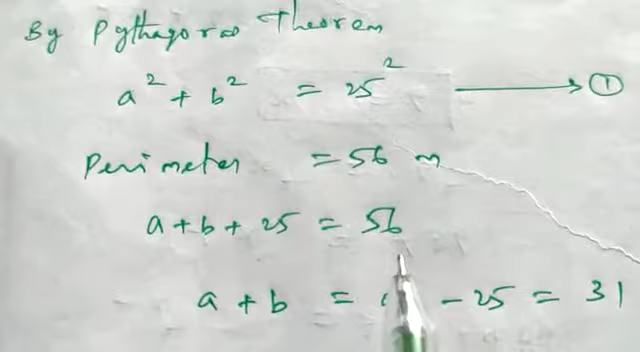 By Pythagoras Theorem
a² + b² = 25² → ①
Perimeter = 56 m
a + b + 25 = 56
a + b = - 25 = 31